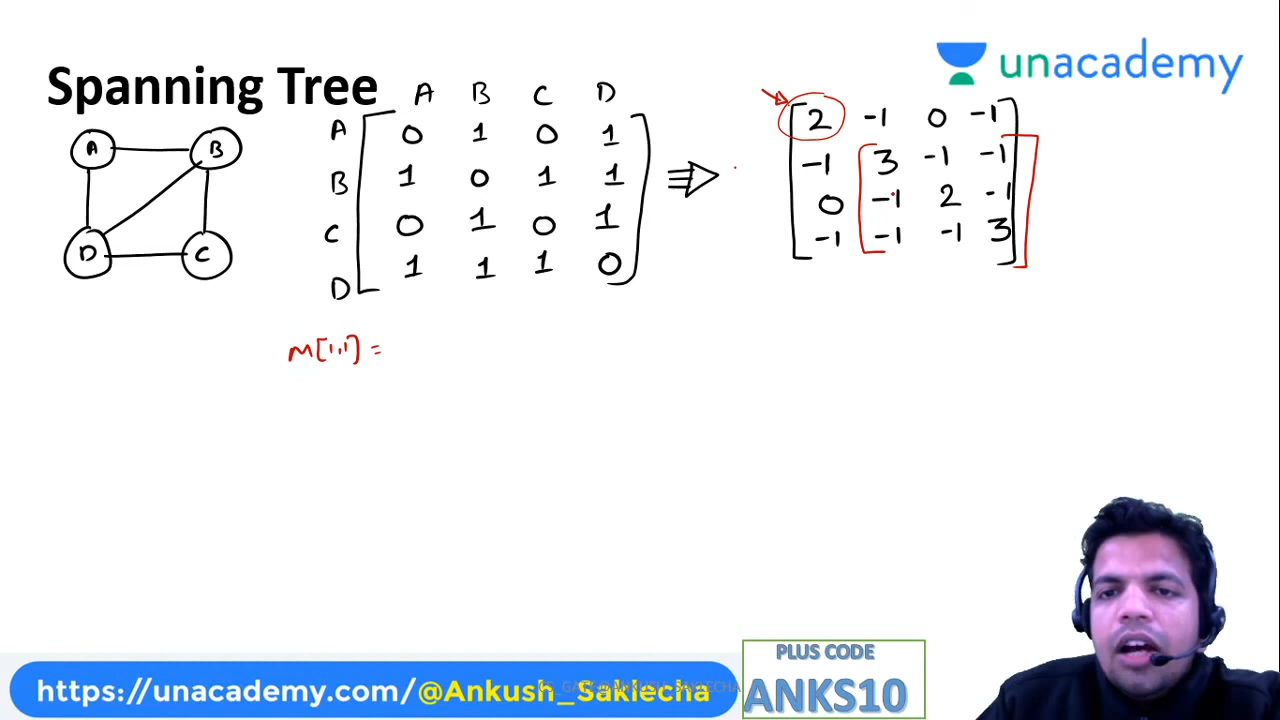 Spanning Tree
unacademy
A B
D C
A B C D
A 0 1 0 1
B 1 0 1 1
C 0 1 0 1
D 1 1 1 0
2 -1 0 -1
-1 3 -1 -1
0 -1 2 -1
-1 -1 -1 3
M[1,1] =
https://unacademy.com/@Ankush_Saklecha
PLUS CODE
ANKS10